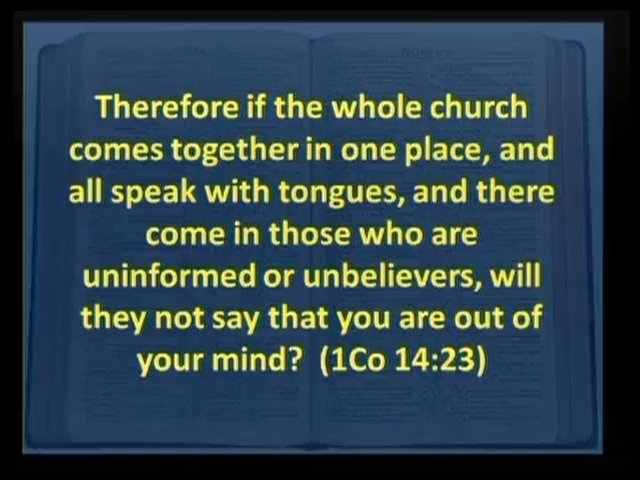 Therefore if the whole church
comes together in one place, and
all speak with tongues, and there
come in those who are
uninformed or unbelievers, will
they not say that you are out of
your mind?  (1Co 14:23)